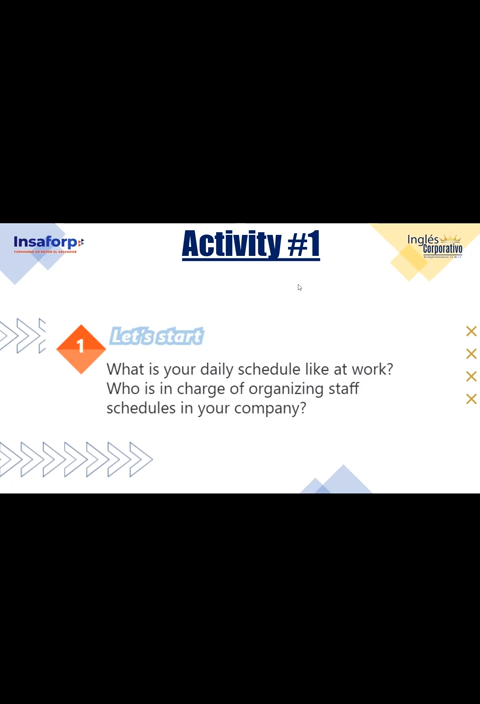 Insaforp
Activity #1
Inglés
Corporativo
1
Let's start
What is your daily schedule like at work?
Who is in charge of organizing staff
schedules in your company?